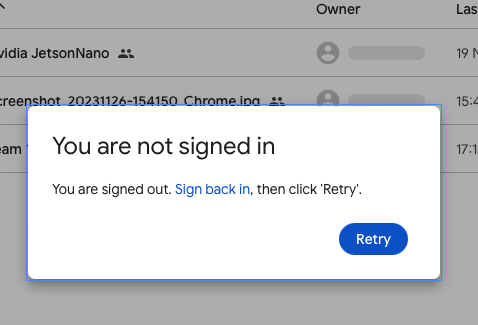 Owner
Las
vidia JetsonNano
19 N
creenshot_20231126-154150_Chrome.jpg
15:4
eam
17:1
You are not signed in
You are signed out. Sign back in, then click 'Retry'.
Retry